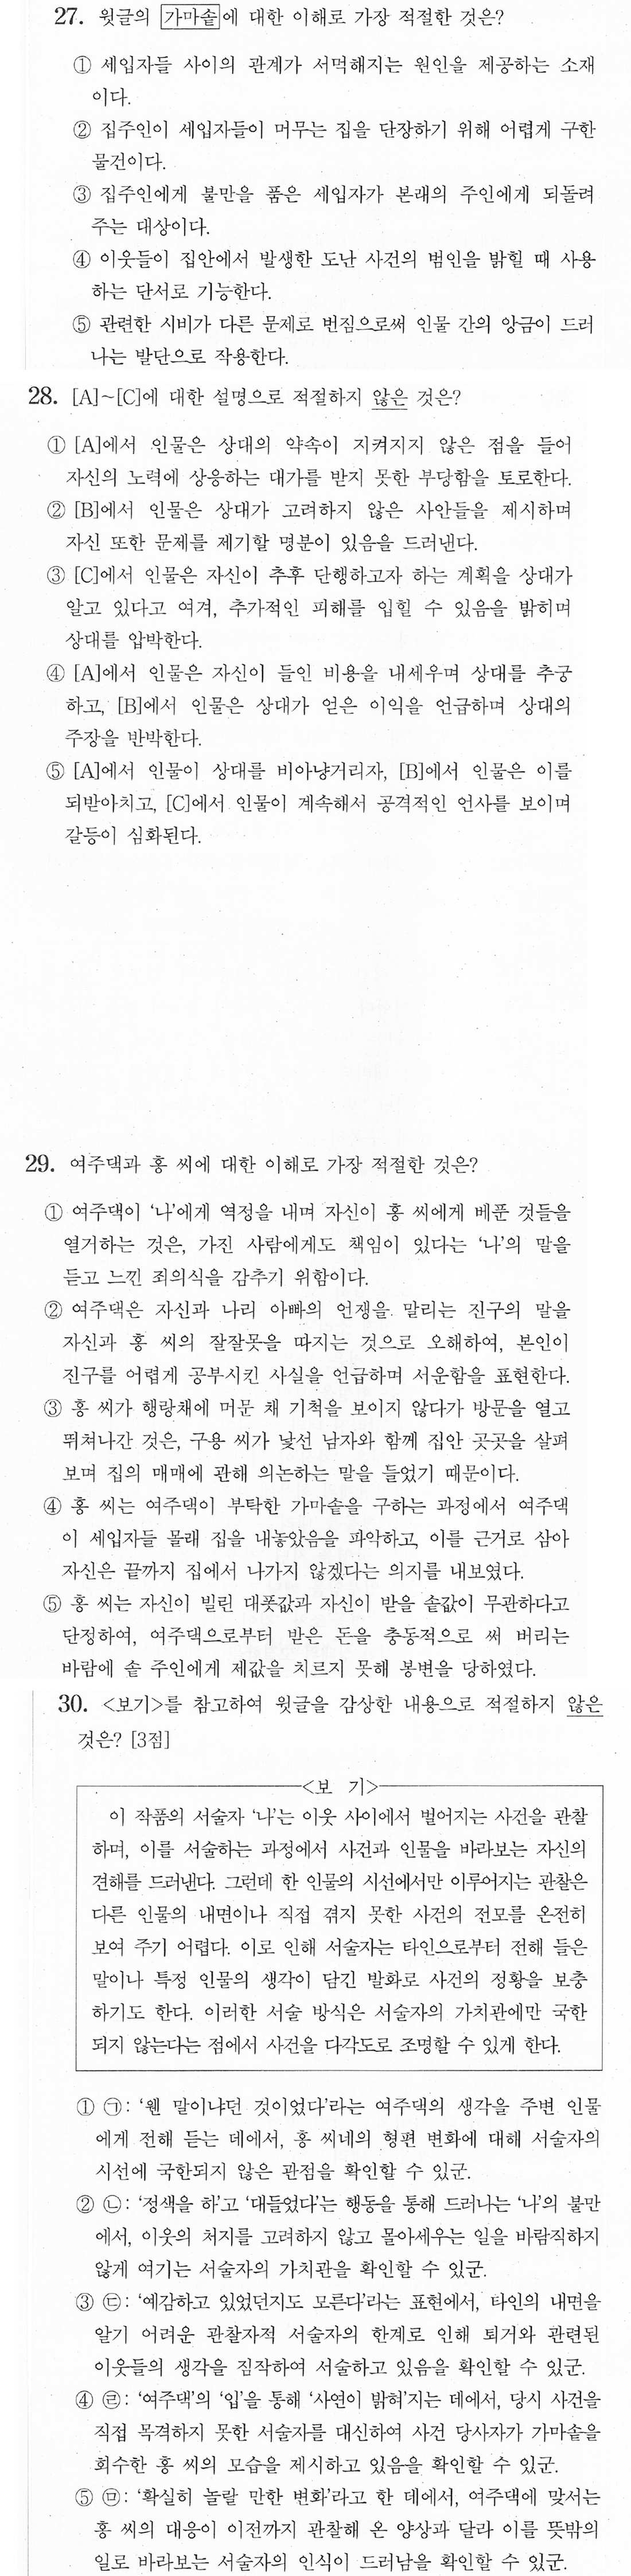 27. 윗글의 가마솥에 대한 이해로 가장 적절한 것은?
① 세입자들 사이의 관계가 서먹해지는 원인을 제공하는 소재
이다.
② 집주인이 세입자들이 머무는 집을 단장하기 위해 어렵게 구한
물건이다.
③ 집주인에게 불만을 품은 세입자가 본래의 주인에게 되돌려
주는 대상이다.
④ 이웃들이 집안에서 발생한 도난 사건의 범인을 밝힐 때 사용
하는 단서로 기능한다.
⑤ 관련한 시비가 다른 문제로 번짐으로써 인물 간의 앙금이 드러
나는 발단으로 작용한다.
28. [A]~[C]에 대한 설명으로 적절하지 않은 것은?
① [A]에서 인물은 상대의 약속이 지켜지지 않은 점을 들어
자신의 노력에 상응하는 대가를 받지 못한 부당함을 토로한다.
② [B]에서 인물은 상대가 고려하지 않은 사안들을 제시하며
자신 또한 문제를 제기할 명분이 있음을 드러낸다.
③ [C]에서 인물은 자신이 추후 단행하고자 하는 계획을 상대가
알고 있다고 여겨, 추가적인 피해를 입힐 수 있음을 밝히며
상대를 압박한다.
④ [A]에서 인물은 자신이 들인 비용을 내세우며 상대를 추궁
하고, [B]에서 인물은 상대가 얻은 이익을 언급하며 상대의
주장을 반박한다.
⑤ [A]에서 인물이 상대를 비아냥거리자, [B]에서 인물은 이를
되받아치고, [C]에서 인물이 계속해서 공격적인 언사를 보이며
갈등이 심화된다.
29. 여주댁과 홍 씨에 대한 이해로 가장 적절한 것은?
① 여주댁이 ‘나’에게 역정을 내며 자신이 홍 씨에게 베푼 것들을
열거하는 것은, 가진 사람에게도 책임이 있다는 ‘나’의 말을
듣고 느낀 죄의식을 감추기 위함이다.
② 여주댁은 자신과 나리 아빠의 언쟁을 말리는 진구의 말을
자신과 홍 씨의 잘잘못을 따지는 것으로 오해하여, 본인이
진구를 어렵게 공부시킨 사실을 언급하며 서운함을 표현한다.
③ 홍 씨가 행랑채에 머문 채 기척을 보이지 않다가 방문을 열고
뛰쳐나간 것은, 구용 씨가 낯선 남자와 함께 집안 곳곳을 살펴
보며 집의 매매에 관해 의논하는 말을 들었기 때문이다.
④ 홍 씨는 여주댁이 부탁한 가마솥을 구하는 과정에서 여주댁
이 세입자들 몰래 집을 내놓았음을 파악하고, 이를 근거로 삼아
자신은 끝까지 집에서 나가지 않겠다는 의지를 내보였다.
⑤ 홍 씨는 자신이 빌린 대폿값과 자신이 받을 솥값이 무관하다고
단정하여, 여주댁으로부터 받은 돈을 충동적으로 써 버리는
바람에 솥 주인에게 제값을 치르지 못해 봉변을 당하였다.
30. <보기>를 참고하여 윗글을 감상한 내용으로 적절하지 않은
것은? [3점]
<보 기>
이 작품의 서술자 ‘나’는 이웃 사이에서 벌어지는 사건을 관찰
하며, 이를 서술하는 과정에서 사건과 인물을 바라보는 자신의
견해를 드러낸다. 그런데 한 인물의 시선에서만 이루어지는 관찰은
다른 인물의 내면이나 직접 겪지 못한 사건의 전모를 온전히
보여 주기 어렵다. 이로 인해 서술자는 타인으로부터 전해 들은
말이나 특정 인물의 생각이 담긴 발화로 사건의 정황을 보충
하기도 한다. 이러한 서술 방식은 서술자의 가치관에만 국한
되지 않는다는 점에서 사건을 다각도로 조명할 수 있게 한다.
① ㉠: ‘웬 말이냐던 것이었다’라는 여주댁의 생각을 주변 인물
에게 전해 듣는 데에서, 홍 씨네의 형편 변화에 대해 서술자의
시선에 국한되지 않은 관점을 확인할 수 있군.
② ㉡: ‘정색을 하’고 ‘대들었다’는 행동을 통해 드러나는 ‘나’의 불만
에서, 이웃의 처지를 고려하지 않고 몰아세우는 일을 바람직하지
않게 여기는 서술자의 가치관을 확인할 수 있군.
③ ㉢: ‘예감하고 있었던지도 모른다’라는 표현에서, 타인의 내면을
알기 어려운 관찰자적 서술자의 한계로 인해 퇴거와 관련된
이웃들의 생각을 짐작하여 서술하고 있음을 확인할 수 있군.
④ ㉣: ‘여주댁’의 ‘입’을 통해 ‘사연이 밝혀’지는 데에서, 당시 사건을
직접 목격하지 못한 서술자를 대신하여 사건 당사자가 가마솥을
회수한 홍 씨의 모습을 제시하고 있음을 확인할 수 있군.
⑤ ㉤: ‘확실히 놀랄 만한 변화’라고 한 데에서, 여주댁에 맞서는
홍 씨의 대응이 이전까지 관찰해 온 양상과 달라 이를 뜻밖의
일로 바라보는 서술자의 인식이 드러남을 확인할 수 있군.